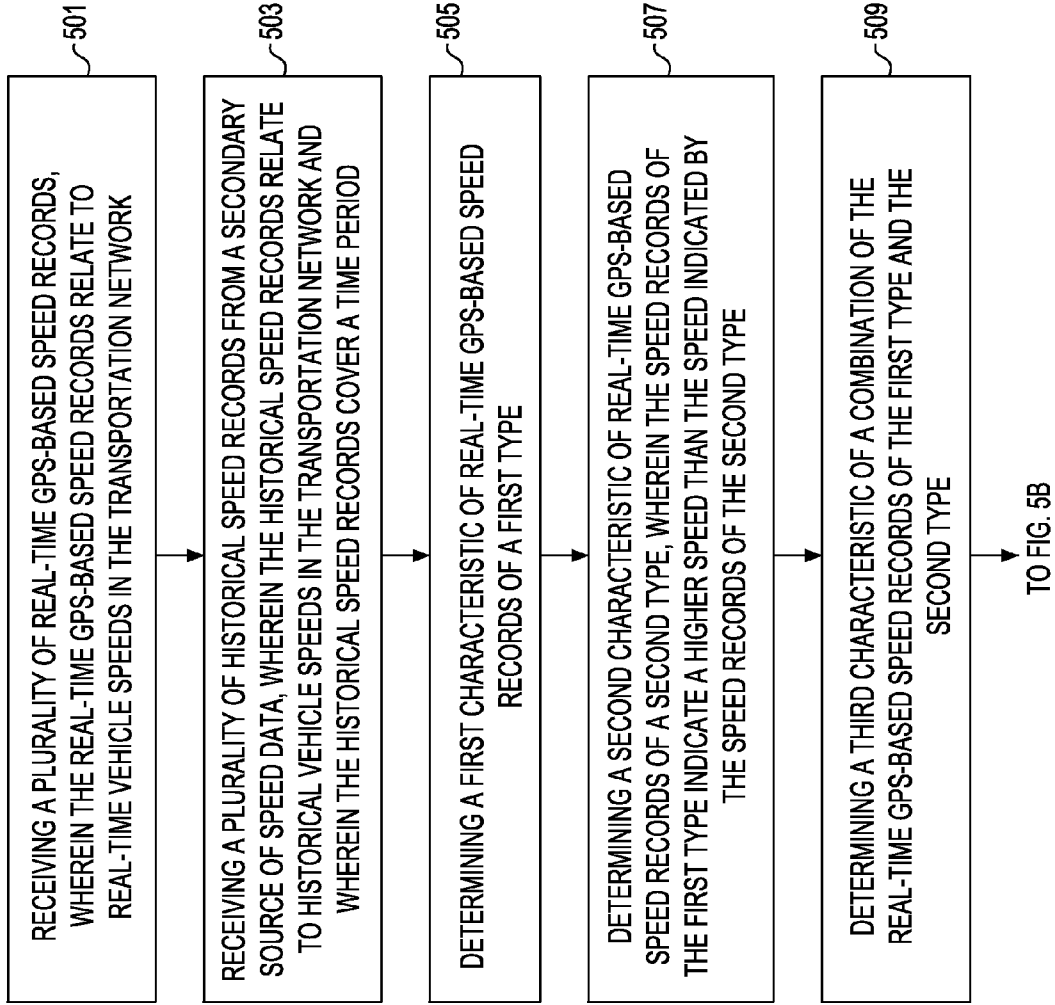 RECEIVING A PLURALITY OF REAL-TIME GPS-BASED SPEED RECORDS,
WHEREIN THE REAL-TIME GPS-BASED SPEED RECORDS RELATE TO
REAL-TIME VEHICLE SPEEDS IN THE TRANSPORTATION NETWORK
501
RECEIVING A PLURALITY OF HISTORICAL SPEED RECORDS FROM A SECONDARY
SOURCE OF SPEED DATA, WHEREIN THE HISTORICAL SPEED RECORDS RELATE
TO HISTORICAL VEHICLE SPEEDS IN THE TRANSPORTATION NETWORK AND
WHEREIN THE HISTORICAL SPEED RECORDS COVER A TIME PERIOD
503
DETERMINING A FIRST CHARACTERISTIC OF REAL-TIME GPS-BASED SPEED
RECORDS OF A FIRST TYPE
505
DETERMINING A SECOND CHARACTERISTIC OF REAL-TIME GPS-BASED
SPEED RECORDS OF A SECOND TYPE, WHEREIN THE SPEED RECORDS OF
THE FIRST TYPE INDICATE A HIGHER SPEED THAN THE SPEED INDICATED BY
THE SPEED RECORDS OF THE SECOND TYPE
507
DETERMINING A THIRD CHARACTERISTIC OF A COMBINATION OF THE
REAL-TIME GPS-BASED SPEED RECORDS OF THE FIRST TYPE AND THE
SECOND TYPE
509
TO FIG. 5B